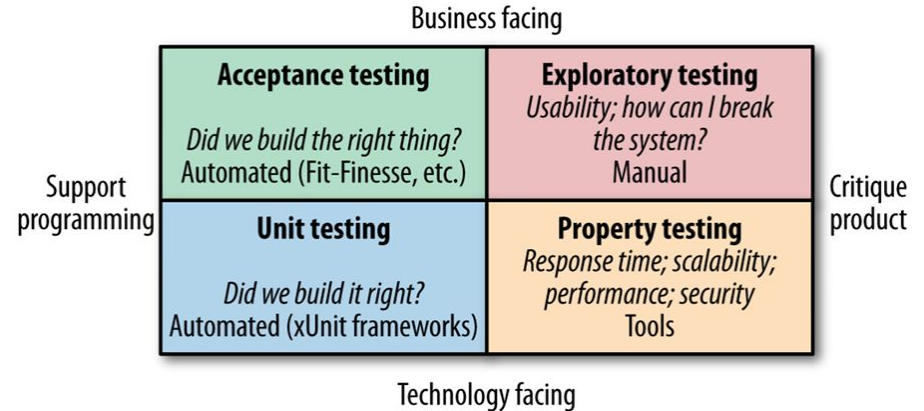 Business facing
Acceptance testing
Did we build the right thing?
Automated (Fit-Finesse, etc.)
Exploratory testing
Usability; how can I break
the system?
Manual
Support
programming
Critique
product
Unit testing
Did we build it right?
Automated (xUnit frameworks)
Property testing
Response time; scalability;
performance; security
Tools
Technology facing